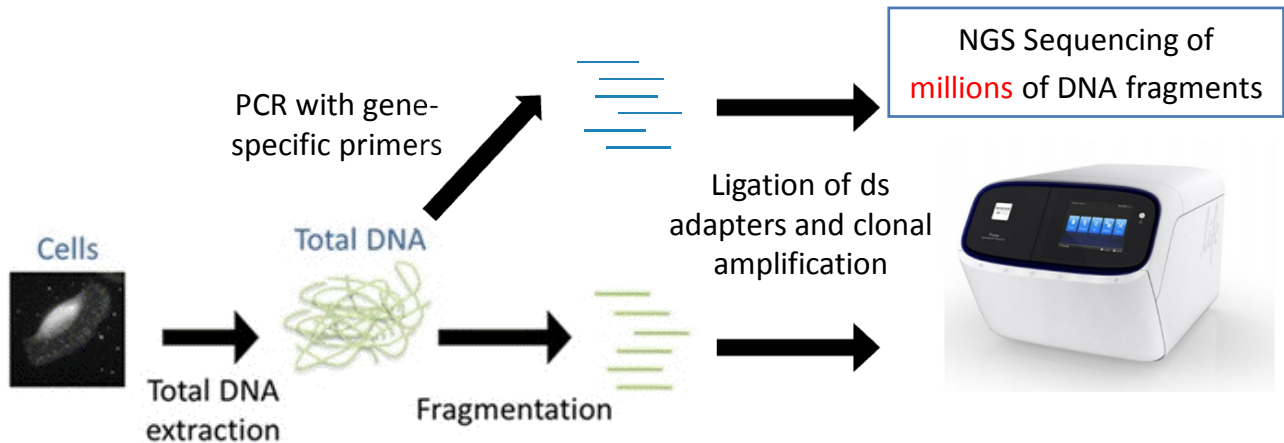 NGS Sequencing of
millions of DNA fragments
PCR with gene-
specific primers
Ligation of ds
adapters and clonal
amplification
Cells
Total DNA
Total DNA
extraction
Fragmentation